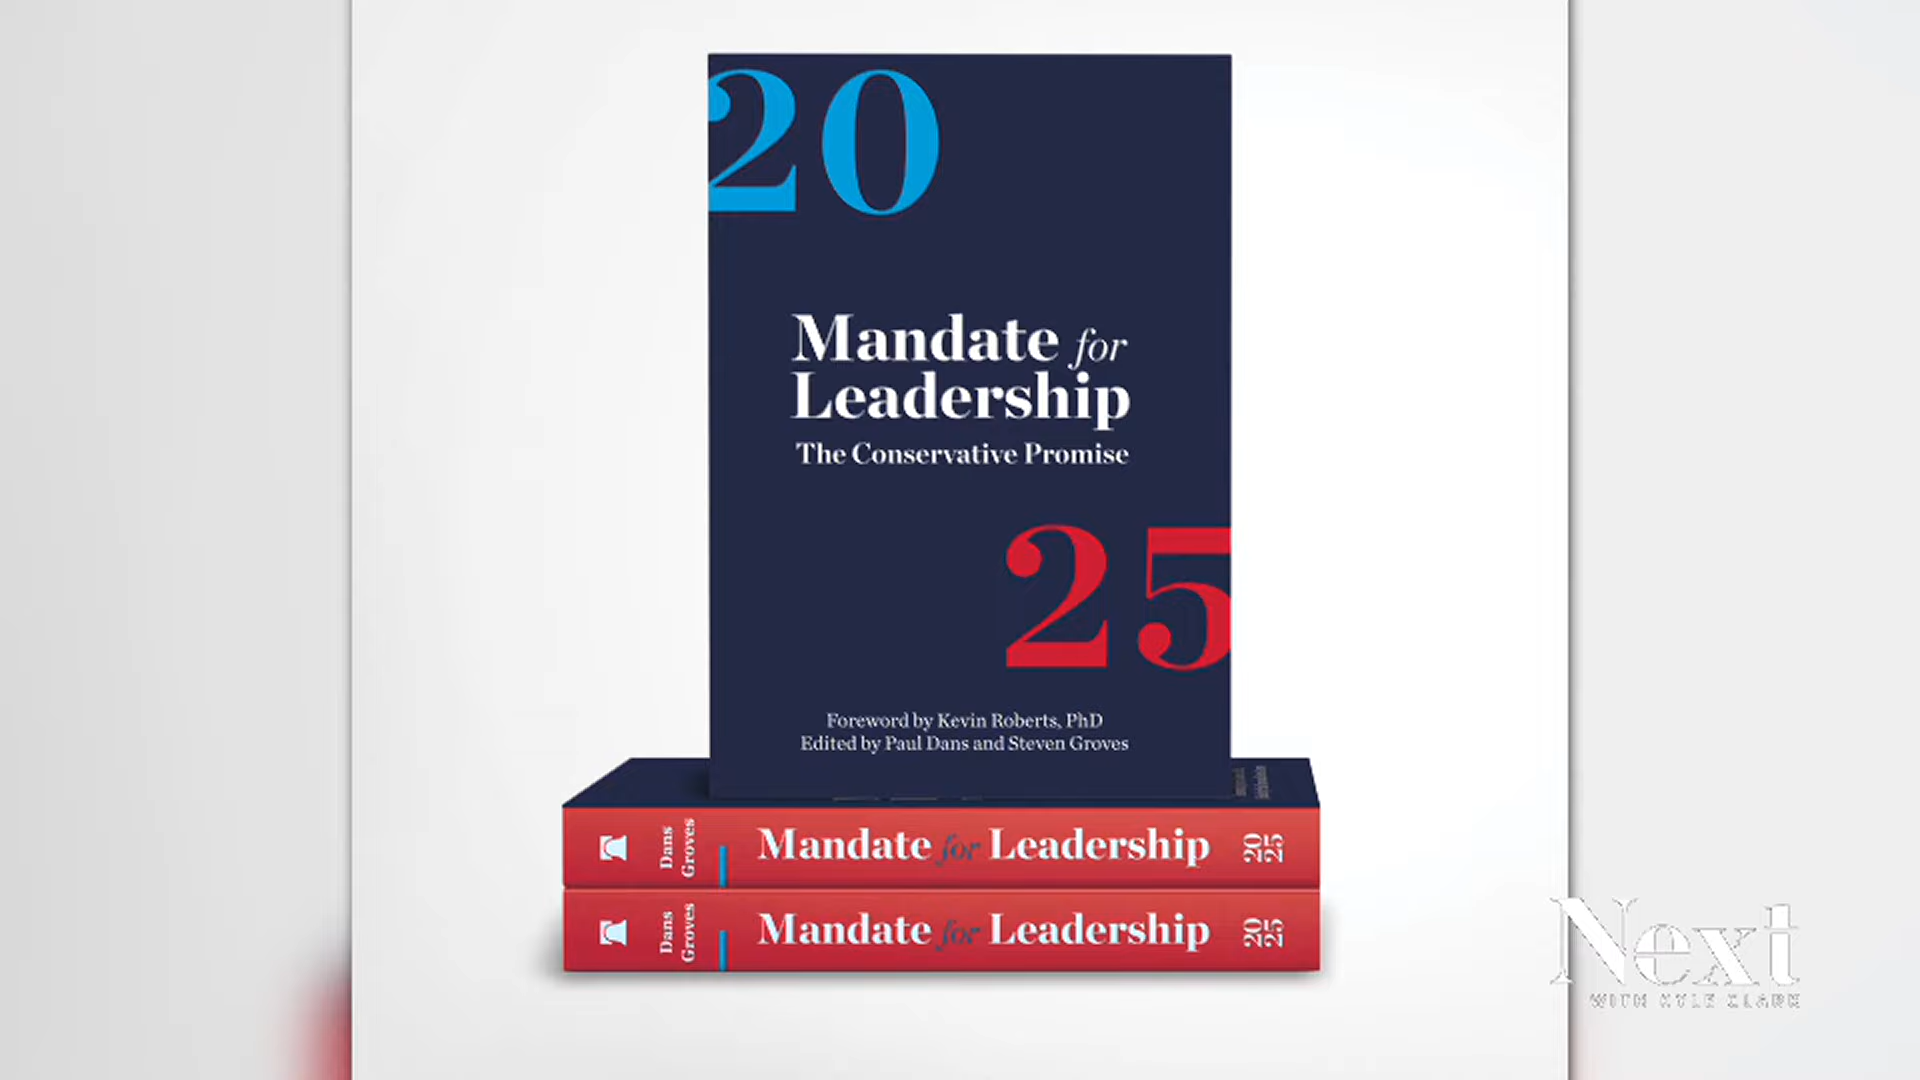 20
Mandate for
Leadership
The Conservative Promise
25
Foreword by Kevin Roberts, PhD
Edited by Paul Dans and Steven Groves
Dans
Groves
Mandate for Leadership
20
25
Dans
Groves
Mandate for Leadership
20
25
Next
WITH KYLE CLARK